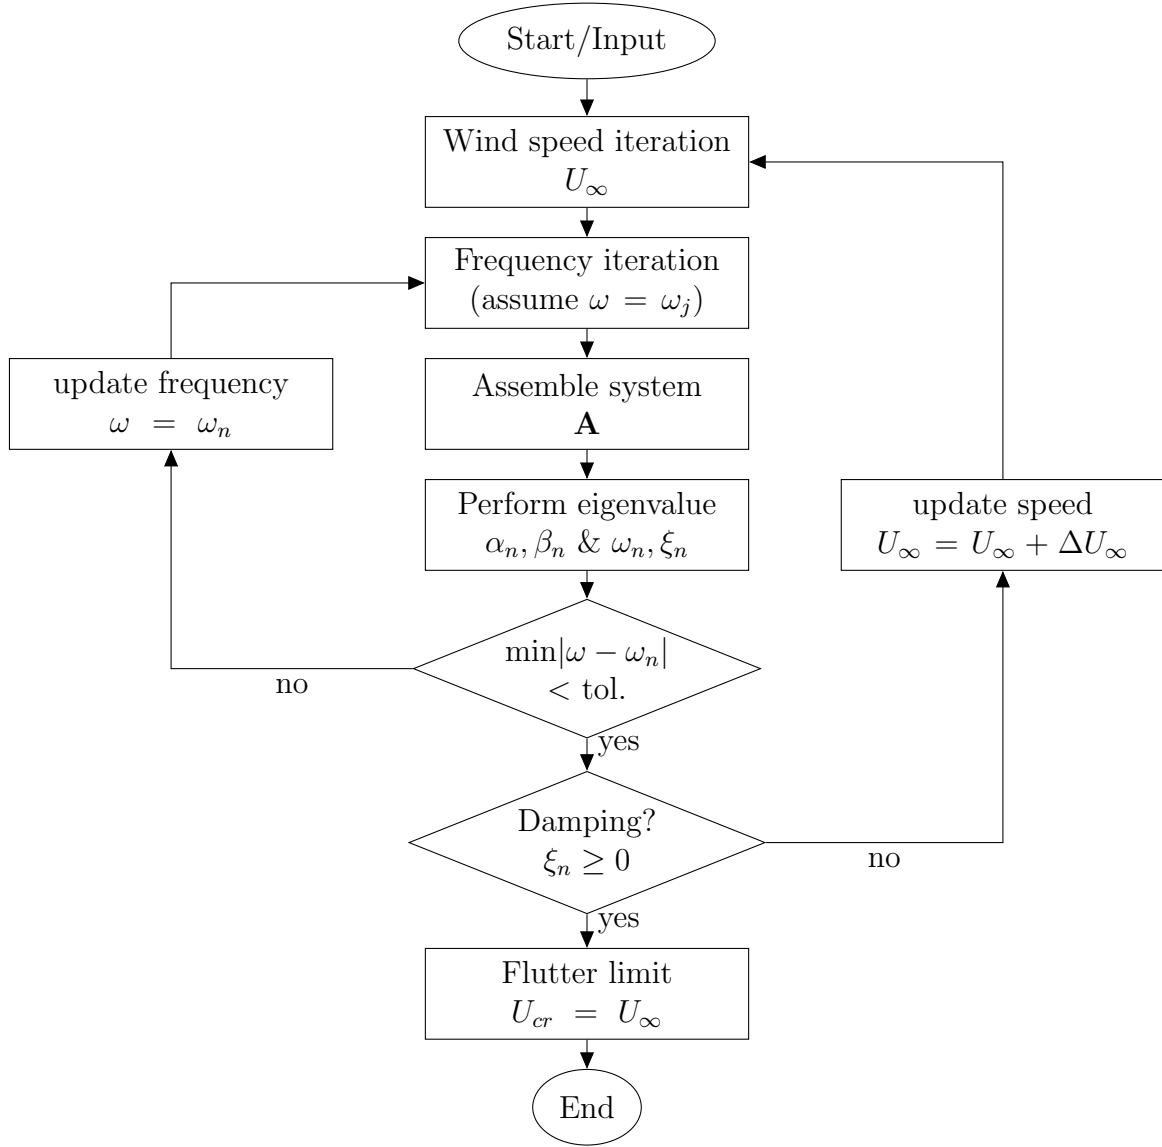 Start/Input
Wind speed iteration
U∞
Frequency iteration
(assume ω = ωj)
update frequency
ω = ωn
Assemble system
A
Perform eigenvalue
αn, βn & ωn, ξn
update speed
U∞ = U∞ + ΔU∞
min|ω − ωn|
< tol.
no
yes
Damping?
ξn ≥ 0
no
yes
Flutter limit
Ucr = U∞
End